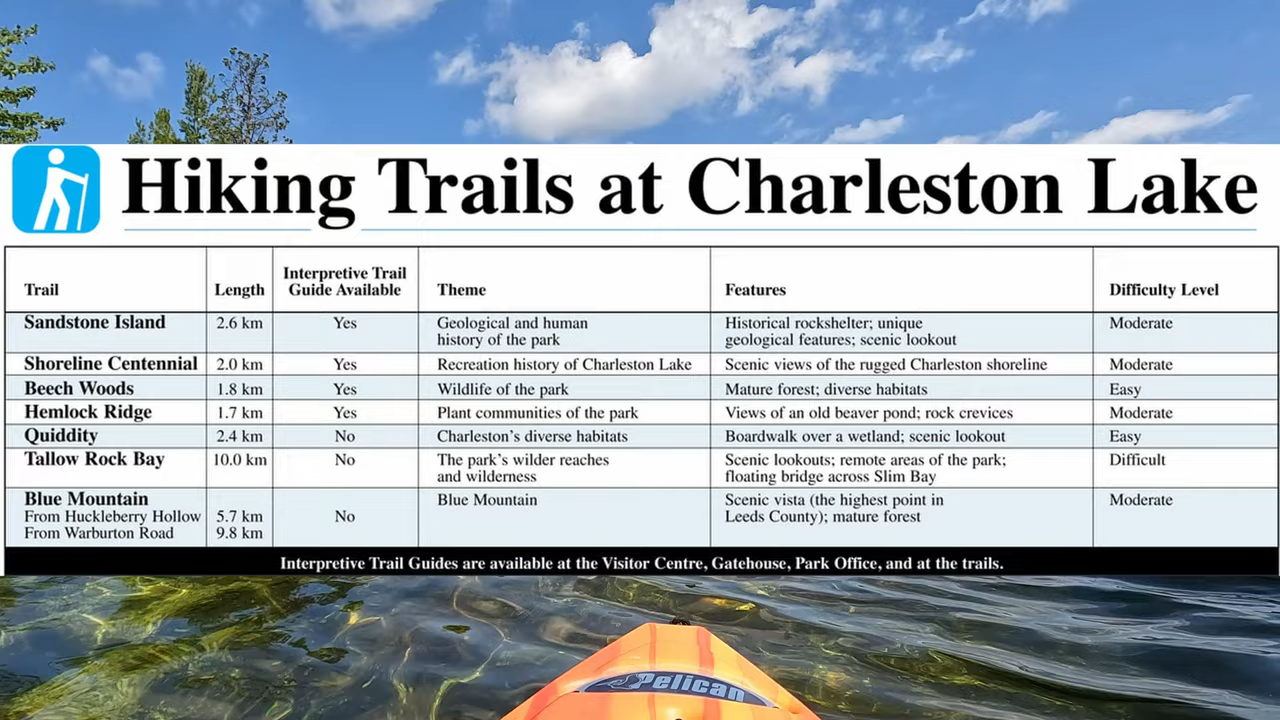 Hiking Trails at Charleston Lake
Trail Length Interpretive Trail Guide Available Theme Features Difficulty Level
Sandstone Island 2.6 km Yes Geological and human history of the park Historical rockshelter; unique geological features; scenic lookout Moderate
Shoreline Centennial 2.0 km Yes Recreation history of Charleston Lake Scenic views of the rugged Charleston shoreline Moderate
Beech Woods 1.8 km Yes Wildlife of the park Mature forest; diverse habitats Easy
Hemlock Ridge 1.7 km Yes Plant communities of the park Views of an old beaver pond; rock crevices Moderate
Quiddity 2.4 km No Charleston's diverse habitats Boardwalk over a wetland; scenic lookout Easy
Tallow Rock Bay 10.0 km No The park's wilder reaches and wilderness Scenic lookouts; remote areas of the park; floating bridge across Slim Bay Difficult
Blue Mountain Blue Mountain Scenic vista (the highest point in Leeds County); mature forest Moderate
From Huckleberry Hollow 5.7 km No
From Warburton Road 9.8 km
Interpretive Trail Guides are available at the Visitor Centre, Gatehouse, Park Office, and at the trails.
Pelican